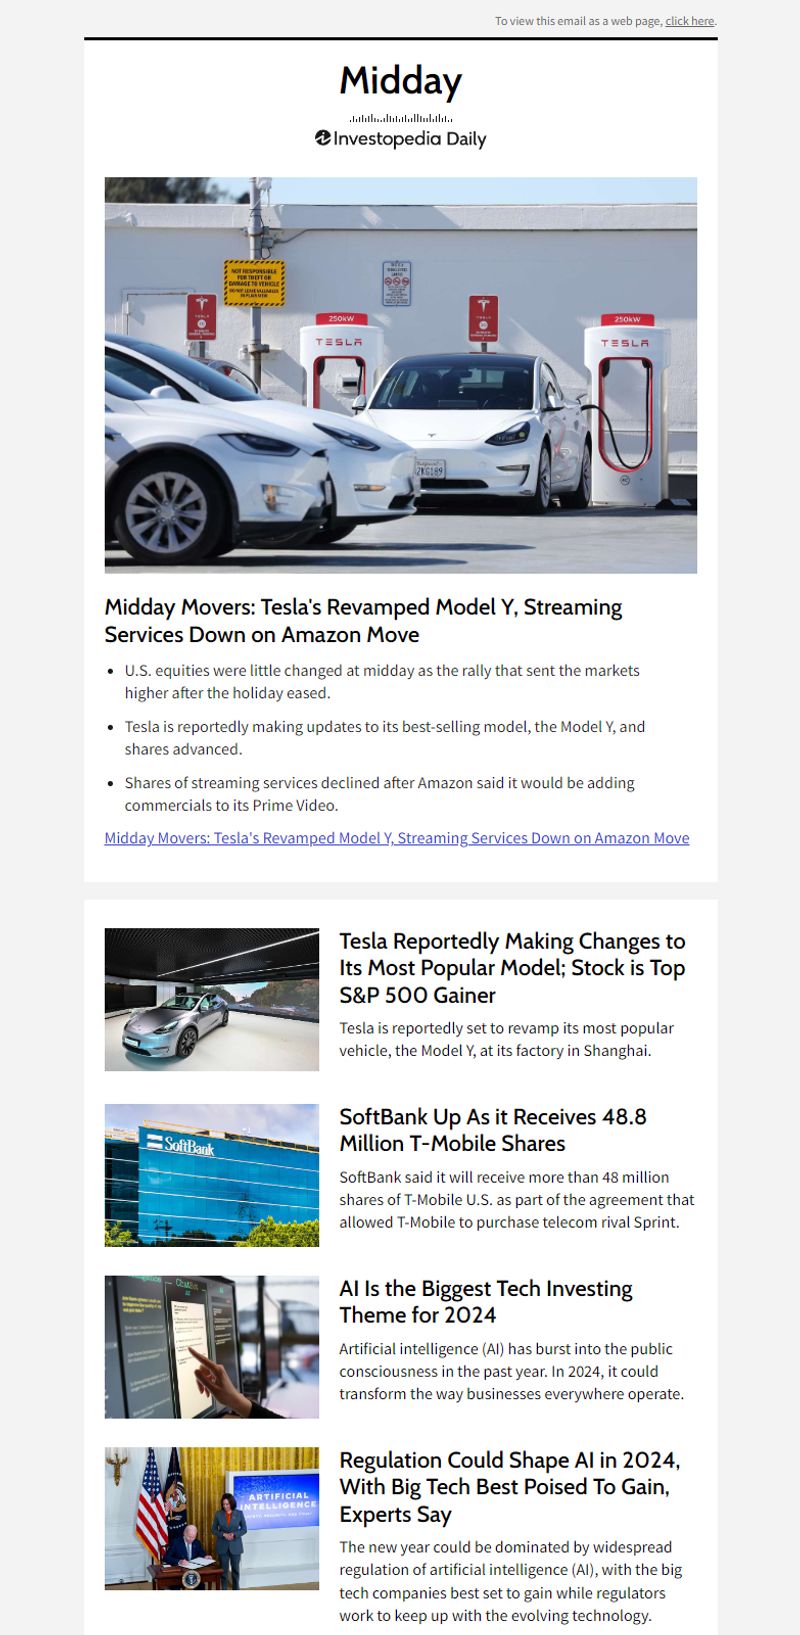 To view this email as a web page, click here.
Midday
Investopedia Daily
NOT RESPONSIBLE
FOR THEFT OR
DAMAGE TO VEHICLE
DO NOT LEAVE VALUABLES
IN PLAIN VIEW
TESLA
TESLA
250kW
TESLA
250kW
TESLA
Midday Movers: Tesla's Revamped Model Y, Streaming
Services Down on Amazon Move
• U.S. equities were little changed at midday as the rally that sent the markets
higher after the holiday eased.
• Tesla is reportedly making updates to its best-selling model, the Model Y, and
shares advanced.
• Shares of streaming services declined after Amazon said it would be adding
commercials to its Prime Video.
Midday Movers: Tesla's Revamped Model Y, Streaming Services Down on Amazon Move
Tesla Reportedly Making Changes to
Its Most Popular Model; Stock is Top
S&P 500 Gainer
Tesla is reportedly set to revamp its most popular
vehicle, the Model Y, at its factory in Shanghai.
SoftBank
SoftBank Up As it Receives 48.8
Million T-Mobile Shares
SoftBank said it will receive more than 48 million
shares of T-Mobile U.S. as part of the agreement that
allowed T-Mobile to purchase telecom rival Sprint.
AI Is the Biggest Tech Investing
Theme for 2024
Artificial intelligence (AI) has burst into the public
consciousness in the past year. In 2024, it could
transform the way businesses everywhere operate.
ARTIFICIAL
INTELLIGENCE
Regulation Could Shape AI in 2024,
With Big Tech Best Poised To Gain,
Experts Say
The new year could be dominated by widespread
regulation of artificial intelligence (AI), with the big
tech companies best set to gain while regulators
work to keep up with the evolving technology.